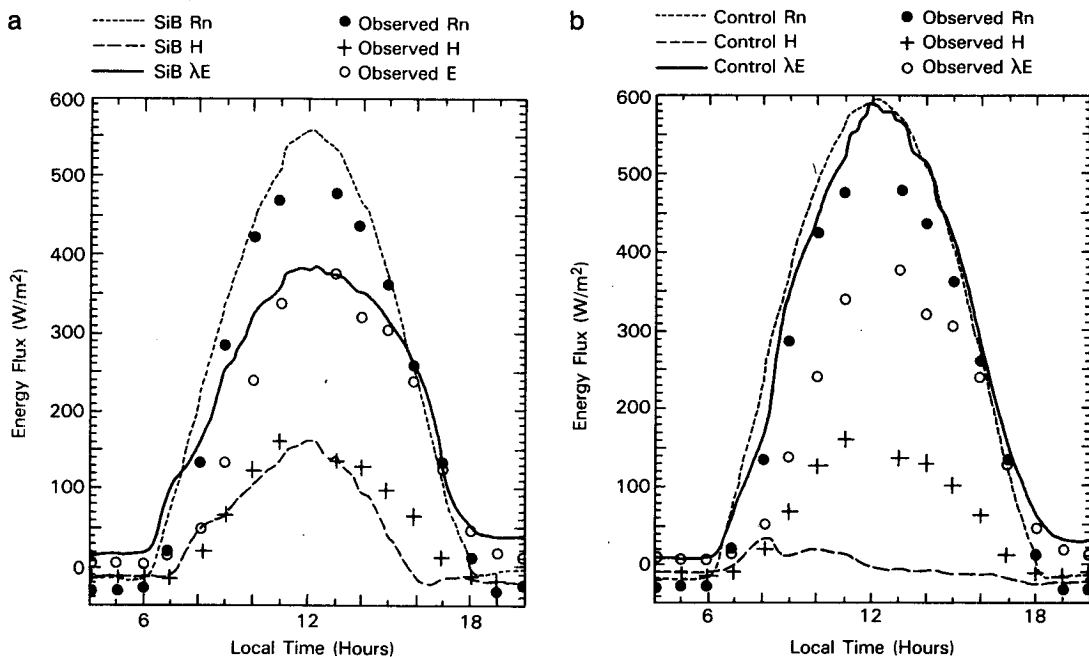 a
SiB Rn
SiB H
SiB λE
Observed Rn
Observed H
Observed E
600
500
400
300
200
100
0
Energy Flux (W/m²)
6
12
18
Local Time (Hours)
b
Control Rn
Control H
Control λE
Observed Rn
Observed H
Observed λE
600
500
400
300
200
100
0
Energy Flux (W/m²)
6
12
18
Local Time (Hours)